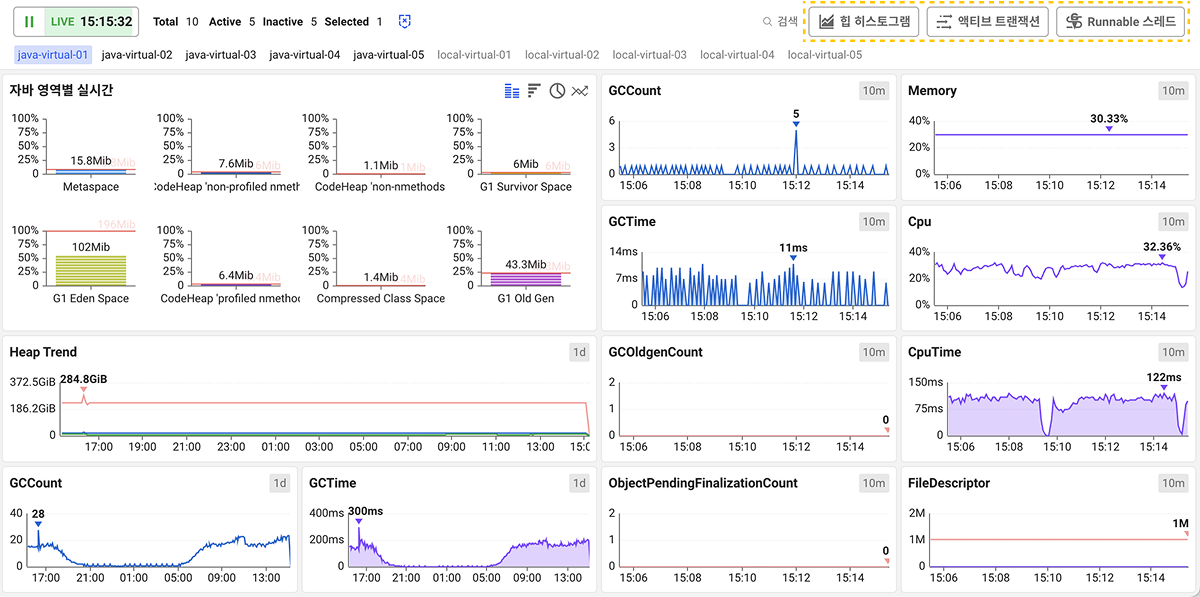 LIVE 15:15:32 Total 10 Active 5 Inactive 5 Selected 1 검색 힙 히스토그램 액티브 트랜잭션 Runnable 스레드
java-virtual-01 java-virtual-02 java-virtual-03 java-virtual-04 java-virtual-05 local-virtual-01 local-virtual-02 local-virtual-03 local-virtual-04 local-virtual-05
자바 영역별 실시간
100% 100% 100% 100%
75% 75% 75% 75%
50% 50% 50% 50%
25% 25% 25% 25%
0 0 0 0
15.8Mib 7.6Mib 1.1Mib 6Mib
Metaspace CodeHeap 'non-profiled nmeth CodeHeap 'non-nmethods G1 Survivor Space
196Mib
100% 100% 100% 100%
75% 75% 75% 75%
50% 50% 50% 50%
25% 25% 25% 25%
0 0 0 0
102Mib 6.4Mib 1.4Mib 43.3Mib
G1 Eden Space CodeHeap 'profiled nmethod Compressed Class Space G1 Old Gen
GCCount 10m
5
6
3
0
15:06 15:08 15:10 15:12 15:14
Memory 10m
30.33%
40%
20%
0%
15:06 15:08 15:10 15:12 15:14
GCTime 10m
11ms
14ms
7ms
0
15:06 15:08 15:10 15:12 15:14
Cpu 10m
32.36%
40%
20%
0%
15:06 15:08 15:10 15:12 15:14
Heap Trend 1d
284.8GiB
372.5GiB
186.2GiB
0
17:00 19:00 21:00 23:00 01:00 03:00 05:00 07:00 09:00 11:00 13:00 15:0
GCOldgenCount 10m
2
1
0
0
15:06 15:08 15:10 15:12 15:14
CpuTime 10m
122ms
150ms
75ms
0
15:06 15:08 15:10 15:12 15:14
GCCount 1d
28
40
20
0
17:00 21:00 01:00 05:00 09:00 13:00
GCTime 1d
300ms
400ms
200ms
0
17:00 21:00 01:00 05:00 09:00 13:00
ObjectPendingFinalizationCount 10m
2
1
0
0
15:06 15:08 15:10 15:12 15:14
FileDescriptor 10m
1M
2M
1M
0
15:06 15:08 15:10 15:12 15:14